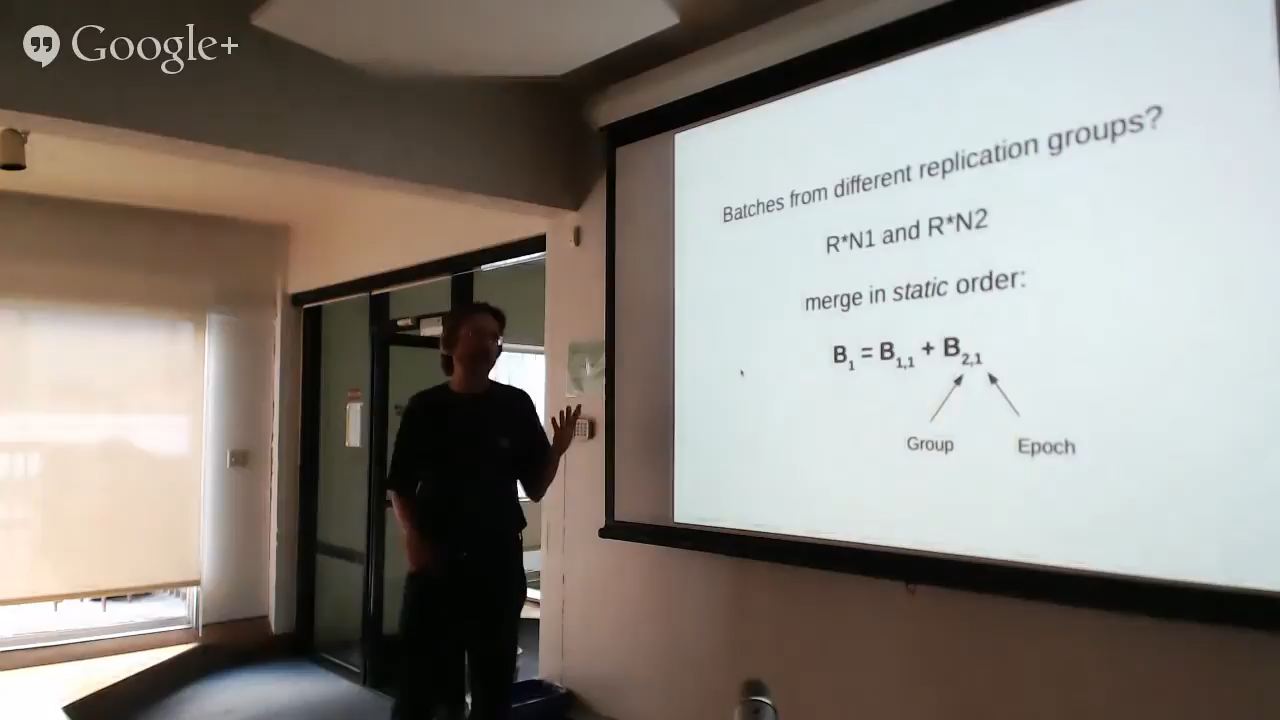 Google+
Batches from different replication groups?
R*N1 and R*N2
merge in static order:
B1 = B1,1 + B2,1
Group Epoch